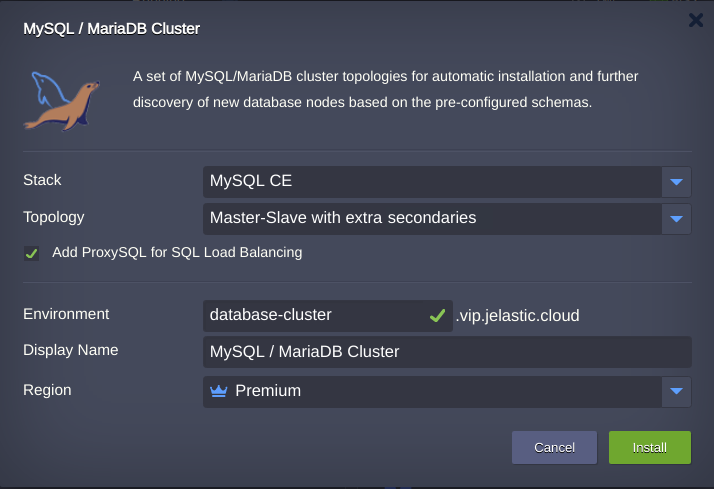 MySQL / MariaDB Cluster
A set of MySQL/MariaDB cluster topologies for automatic installation and further
discovery of new database nodes based on the pre-configured schemas.
Stack MySQL CE
Topology Master-Slave with extra secondaries
Add ProxySQL for SQL Load Balancing
Environment database-cluster .vip.jelastic.cloud
Display Name MySQL / MariaDB Cluster
Region Premium
Cancel Install